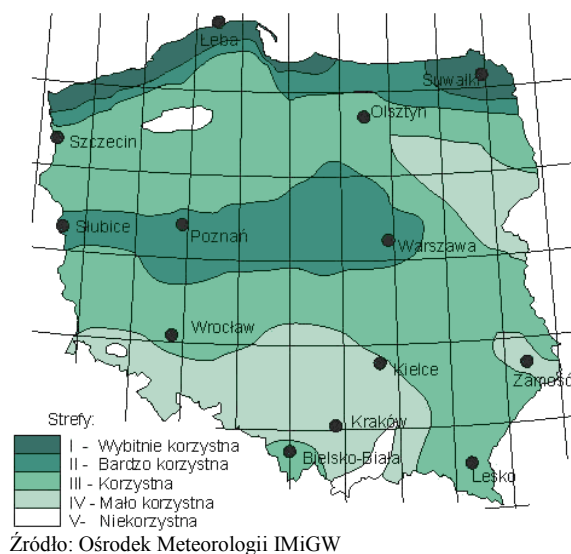 Łeba
Suwałki
Olsztyn
Szczecin
Słubice
Poznań
Warszawa
Wrocław
Kielce
Zamość
Kraków
Bielsko-Biała
Lesko
Strefy:
I - Wybitnie korzystna
II - Bardzo korzystna
III - Korzystna
IV - Mało korzystna
V- Niekorzystna
Źródło: Ośrodek Meteorologii IMiGW